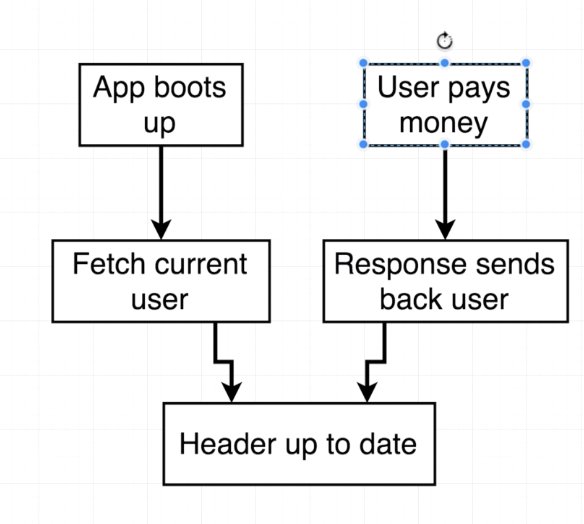 App boots
up
User pays
money
Fetch current
user
Response sends
back user
Header up to date